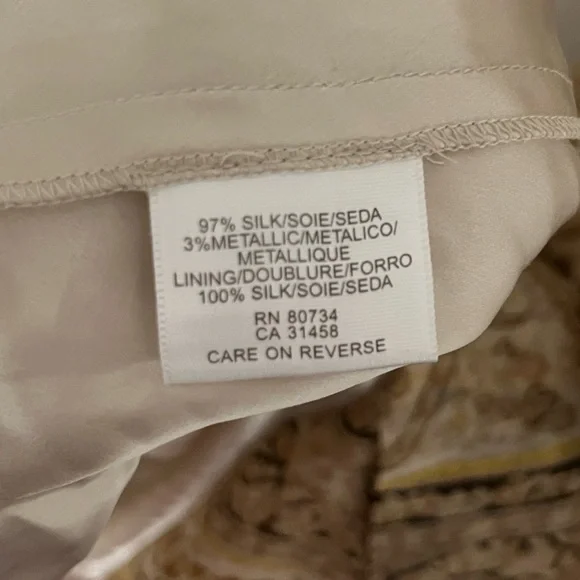 97% SILK/SOIE/SEDA
3%METALLIC/METALICO/
METALLIQUE
LINING/DOUBLURE/FORRO
100% SILK/SOIE/SEDA
RN 80734
CA 31458
CARE ON REVERSE